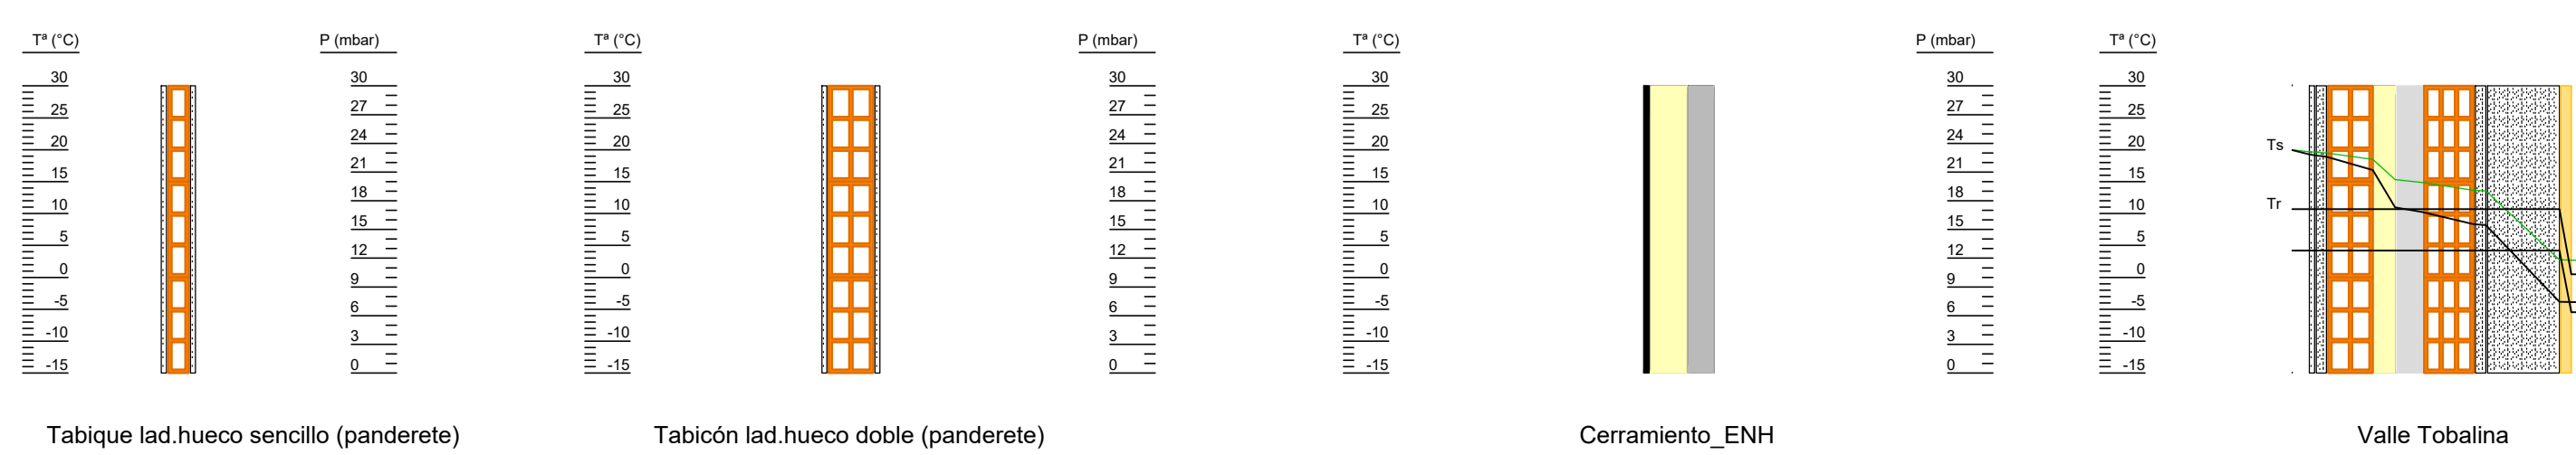 Tª (°C) P (mbar) Tª (°C) P (mbar) Tª (°C) P (mbar) Tª (°C)
30 30 30 30 30 30 30
25 27 25 27 25 27 25
20 24 20 24 20 24 20
Ts
15 21 15 21 15 21 15
10 18 10 18 10 18 10
Tr
5 15 5 15 5 15 5
0 12 0 12 0 12 0
-5 9 -5 9 -5 9 -5
-10 6 -10 6 -10 6 -10
-15 3 -15 3 -15 3 -15
0 0 0
Tabique lad.hueco sencillo (panderete) Tabicón lad.hueco doble (panderete) Cerramiento_ENH Valle Tobalina